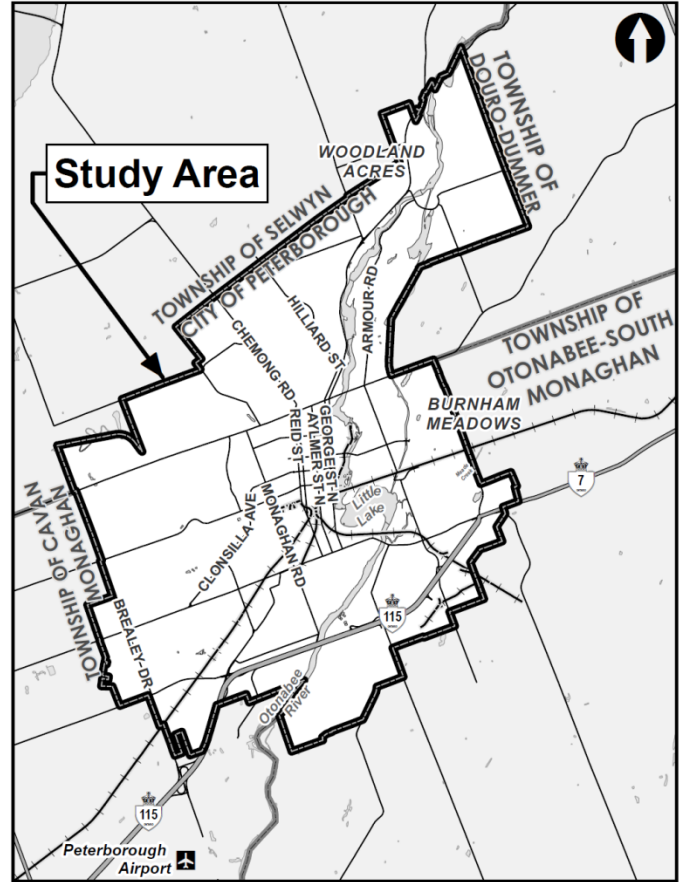 TOWNSHIP OF
DOURO-DUMMER
WOODLAND
ACRES
Study Area
TOWNSHIP OF SELWYN
CITY OF PETERBOROUGH
HILLIARD ST
ARMOUR RD
CHEMONG RD
TOWNSHIP OF
OTONABEE-SOUTH
MONAGHAN
REID ST
AYLMER ST N
GEORGE ST N
BURNHAM
MEADOWS
7
Little
Lake
MONAGHAN RD
CLONSILLA AVE
TOWNSHIP OF CAVAN
MONAGHAN
BREALEY DR
115
Otonabee
River
115
Peterborough
Airport